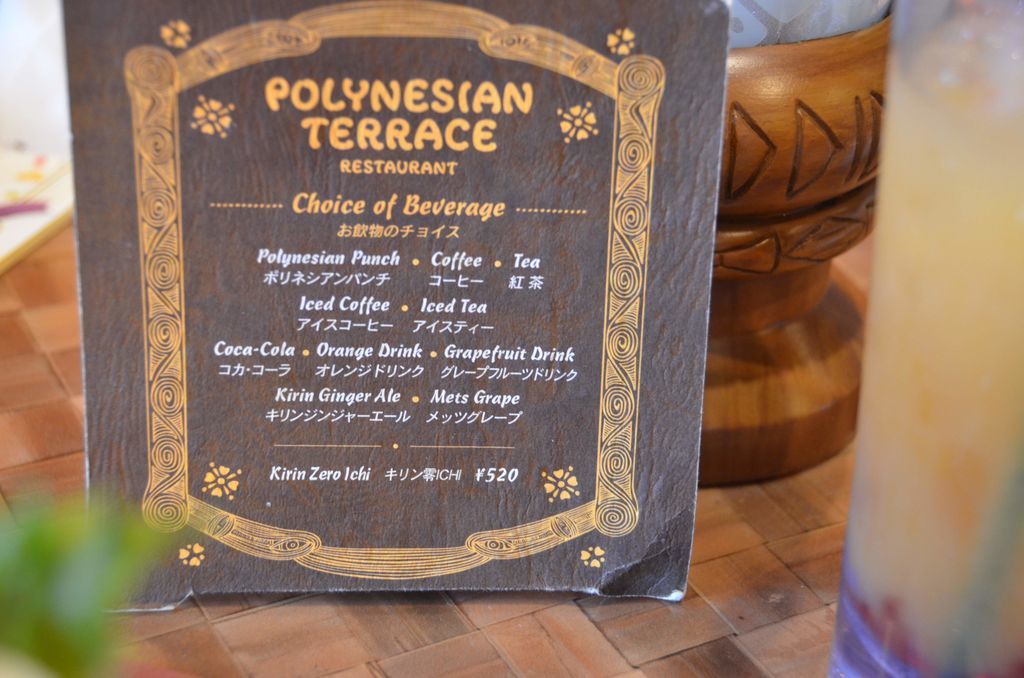 POLYNESIAN
TERRACE
RESTAURANT
Choice of Beverage
お飲物のチョイス
Polynesian Punch • Coffee • Tea
ポリネシアンパンチ コーヒー 紅茶
Iced Coffee • Iced Tea
アイスコーヒー アイスティー
Coca-Cola • Orange Drink • Grapefruit Drink
コカ・コーラ オレンジドリンク グレープフルーツドリンク
Kirin Ginger Ale • Mets Grape
キリンジンジャーエール メッツグレープ
Kirin Zero Ichi キリン零ICHI ¥520